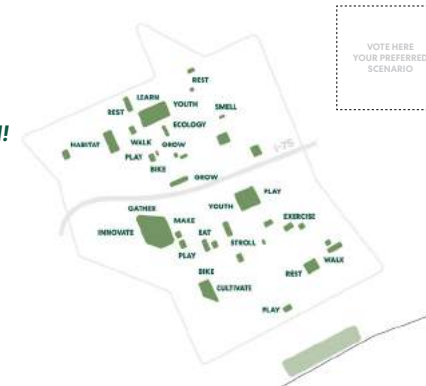 VOTE HERE
YOUR PREFERRED
SCENARIO
!
REST
LEARN
YOUTH
SMELL
REST
ECOLOGY
HABITAT
WALK
GROW
PLAY
BIKE
I-75
GROW
PLAY
YOUTH
GATHER
MAKE
EXERCISE
INNOVATE
EAT
STROLL
PLAY
WALK
BIKE
REST
CULTIVATE
PLAY